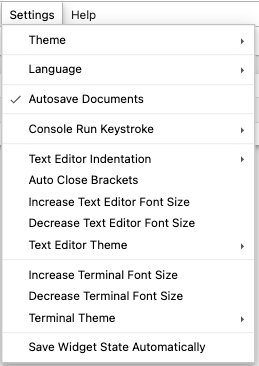 Settings Help
Theme
Language
Autosave Documents
Console Run Keystroke
Text Editor Indentation
Auto Close Brackets
Increase Text Editor Font Size
Decrease Text Editor Font Size
Text Editor Theme
Increase Terminal Font Size
Decrease Terminal Font Size
Terminal Theme
Save Widget State Automatically